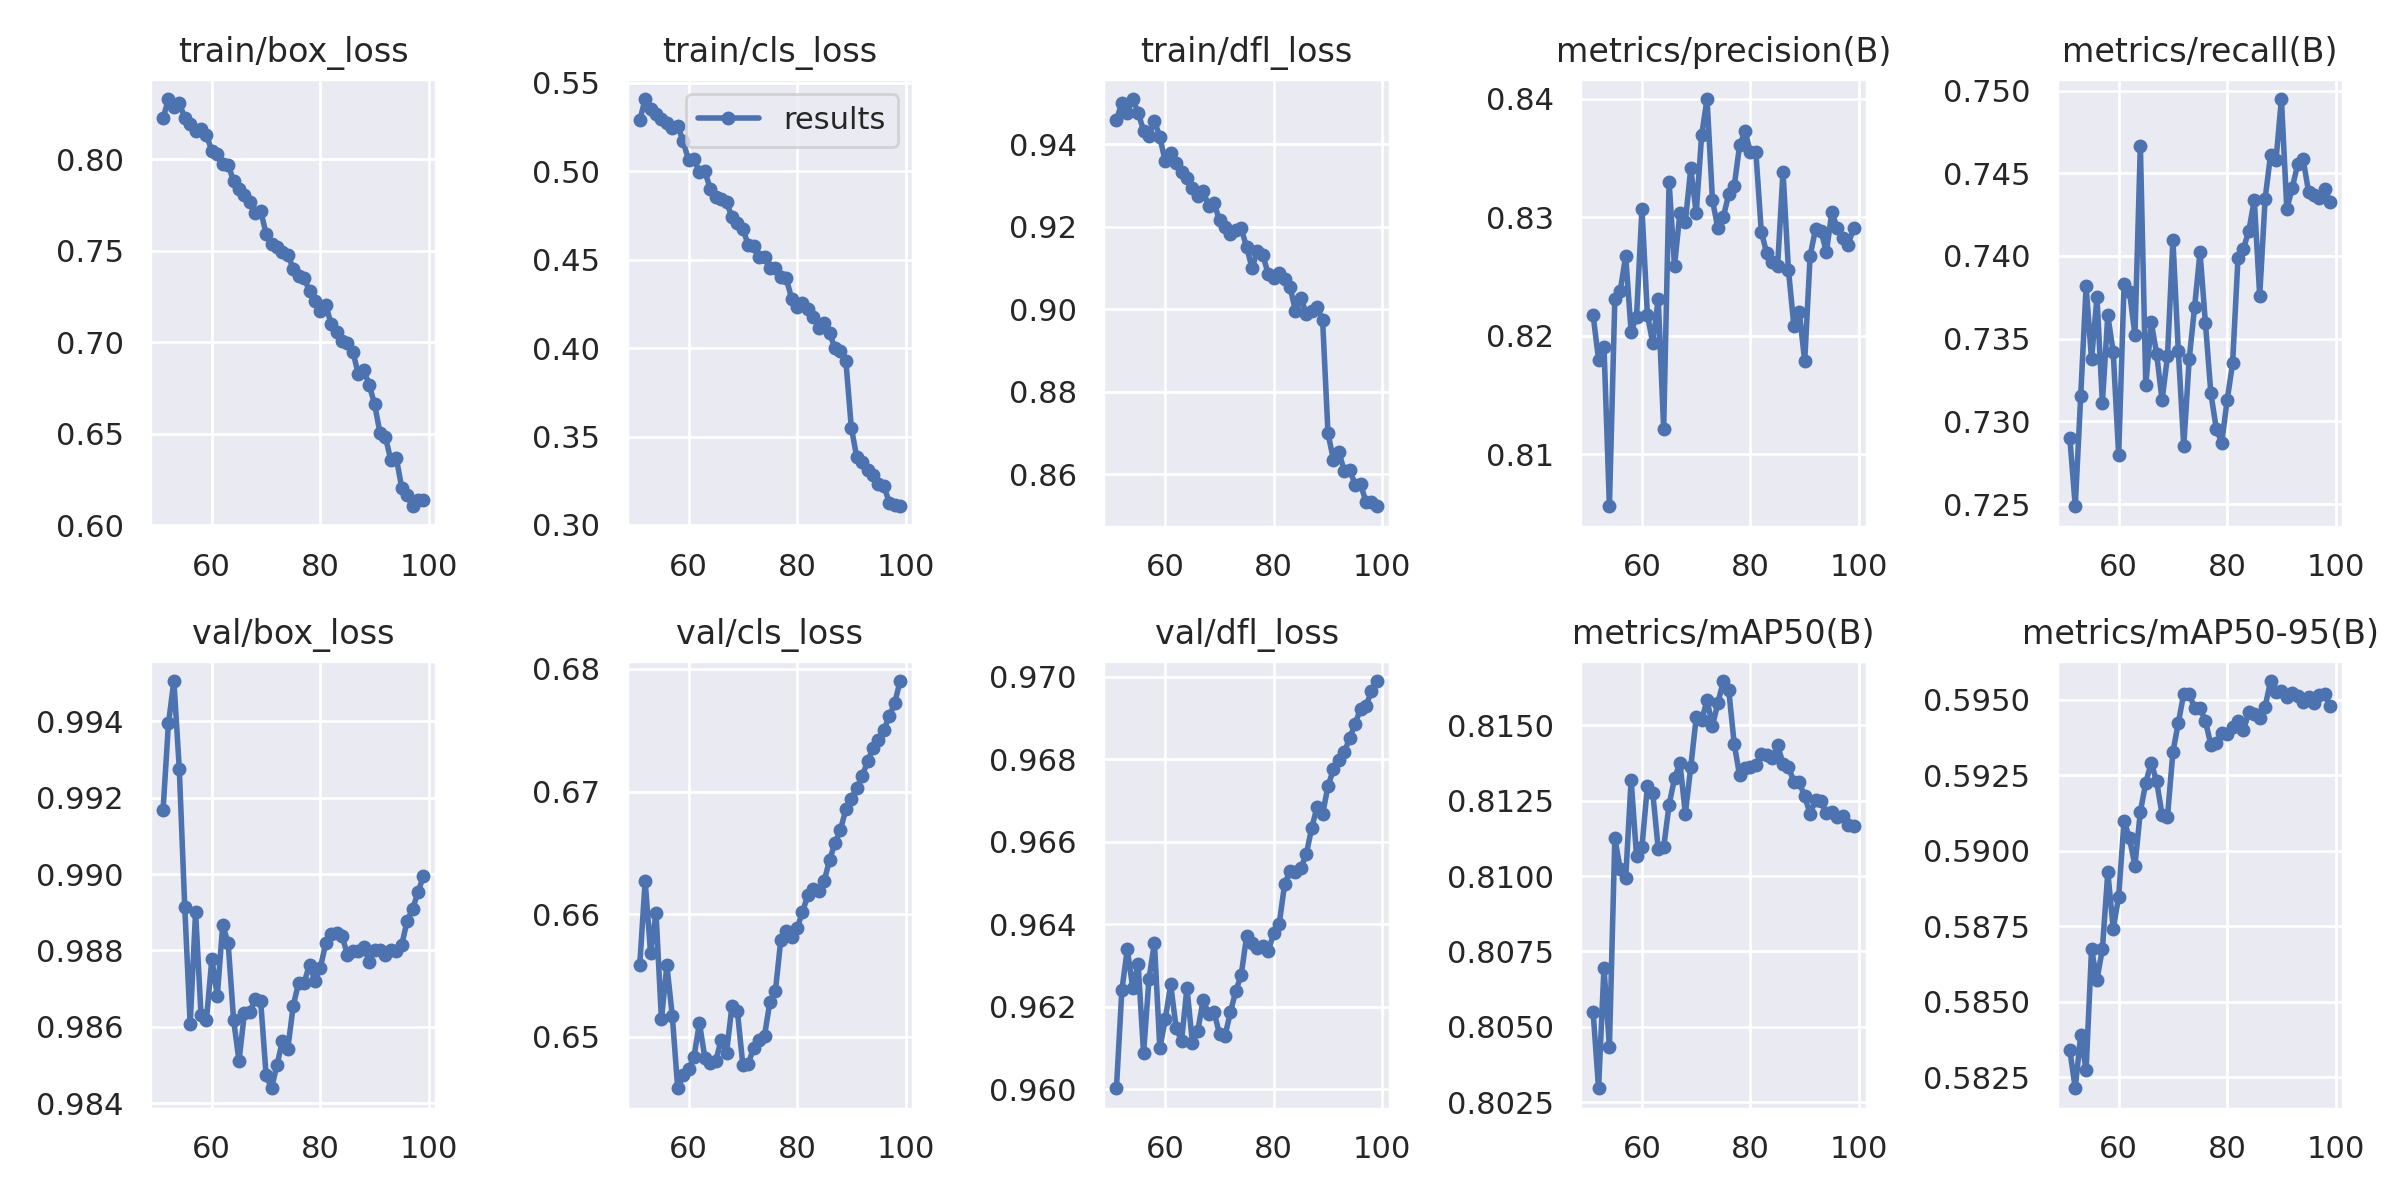 train/box_loss
train/cls_loss
train/dfl_loss
metrics/precision(B)
metrics/recall(B)
0.80
0.75
0.70
0.65
0.60
60 80 100
0.55
0.50
0.45
0.40
0.35
0.30
results
60 80 100
0.94
0.92
0.90
0.88
0.86
60 80 100
0.84
0.83
0.82
0.81
60 80 100
0.750
0.745
0.740
0.735
0.730
0.725
60 80 100
val/box_loss
val/cls_loss
val/dfl_loss
metrics/mAP50(B)
metrics/mAP50-95(B)
0.994
0.992
0.990
0.988
0.986
0.984
60 80 100
0.68
0.67
0.66
0.65
60 80 100
0.970
0.968
0.966
0.964
0.962
0.960
60 80 100
0.8150
0.8125
0.8100
0.8075
0.8050
0.8025
60 80 100
0.5950
0.5925
0.5900
0.5875
0.5850
0.5825
60 80 100